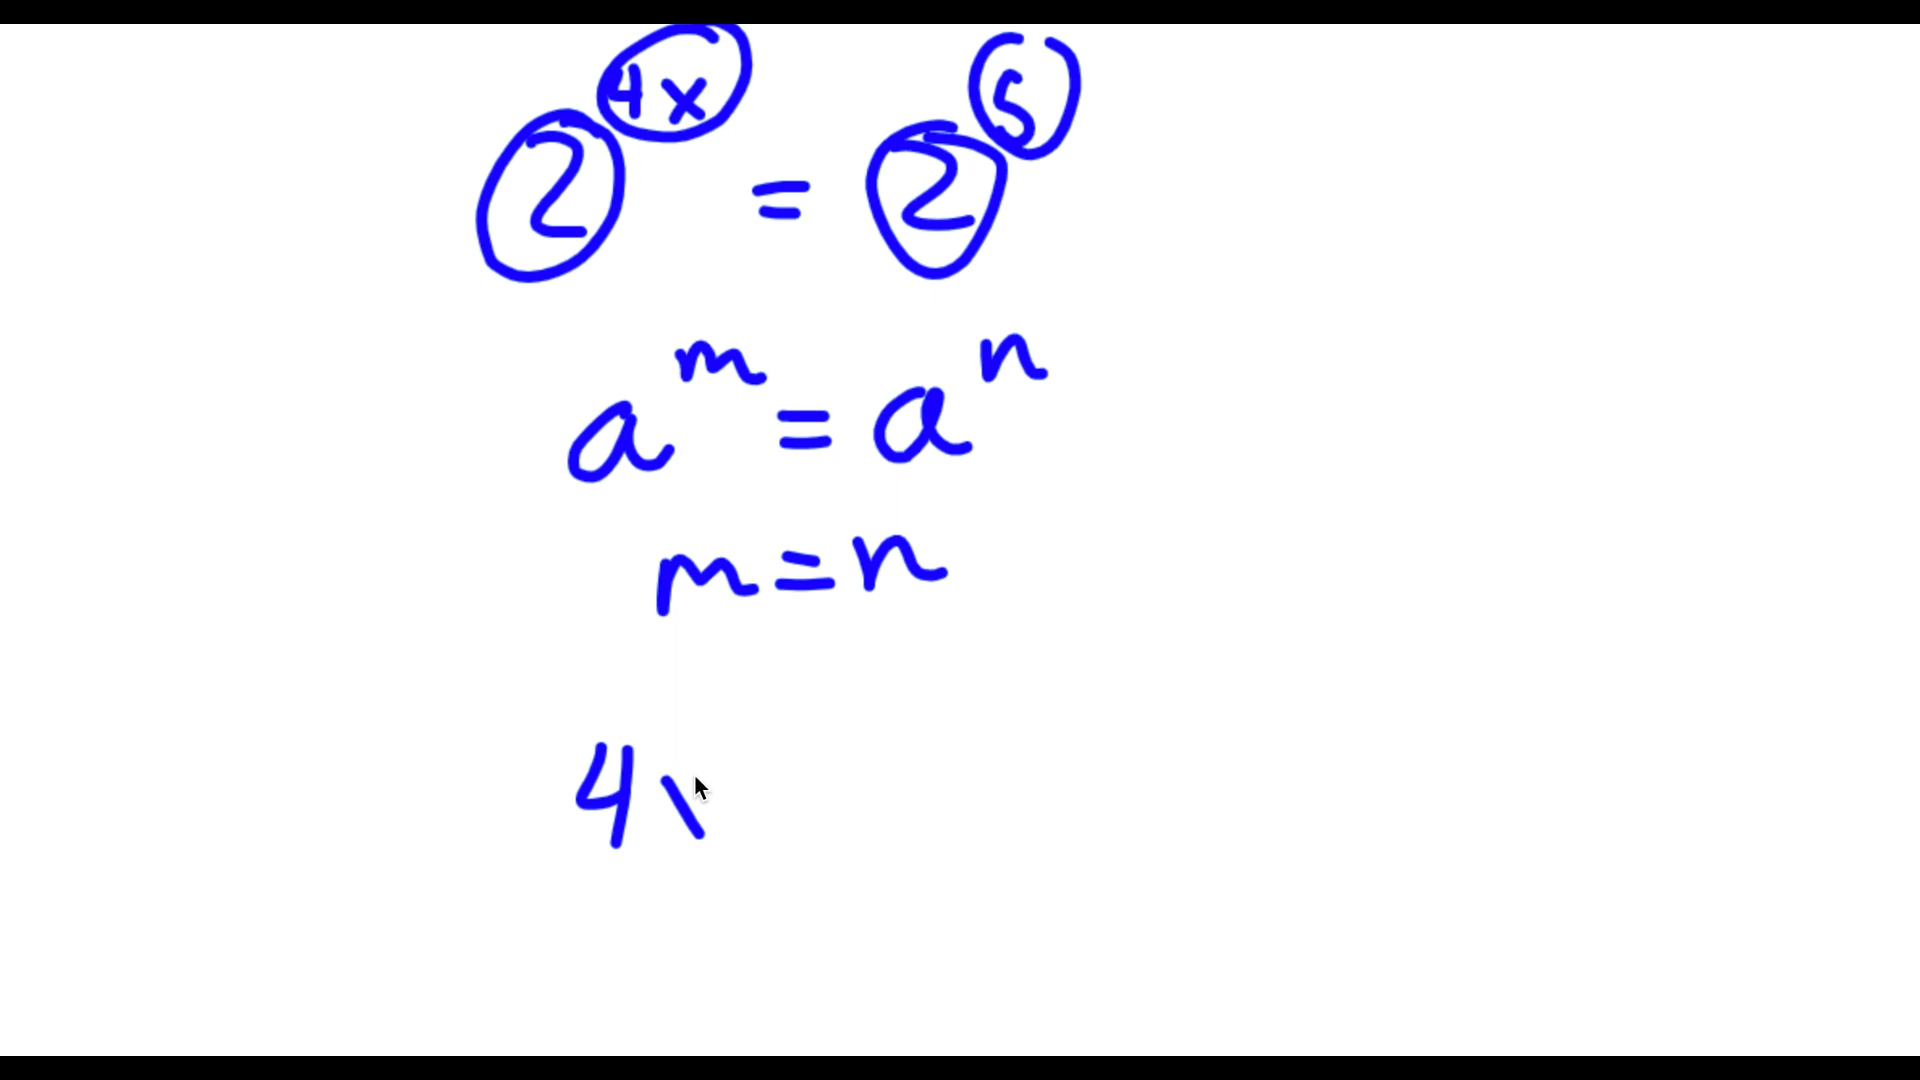 2^{4x} = 2^5
a^m = a^n
m = n
4\